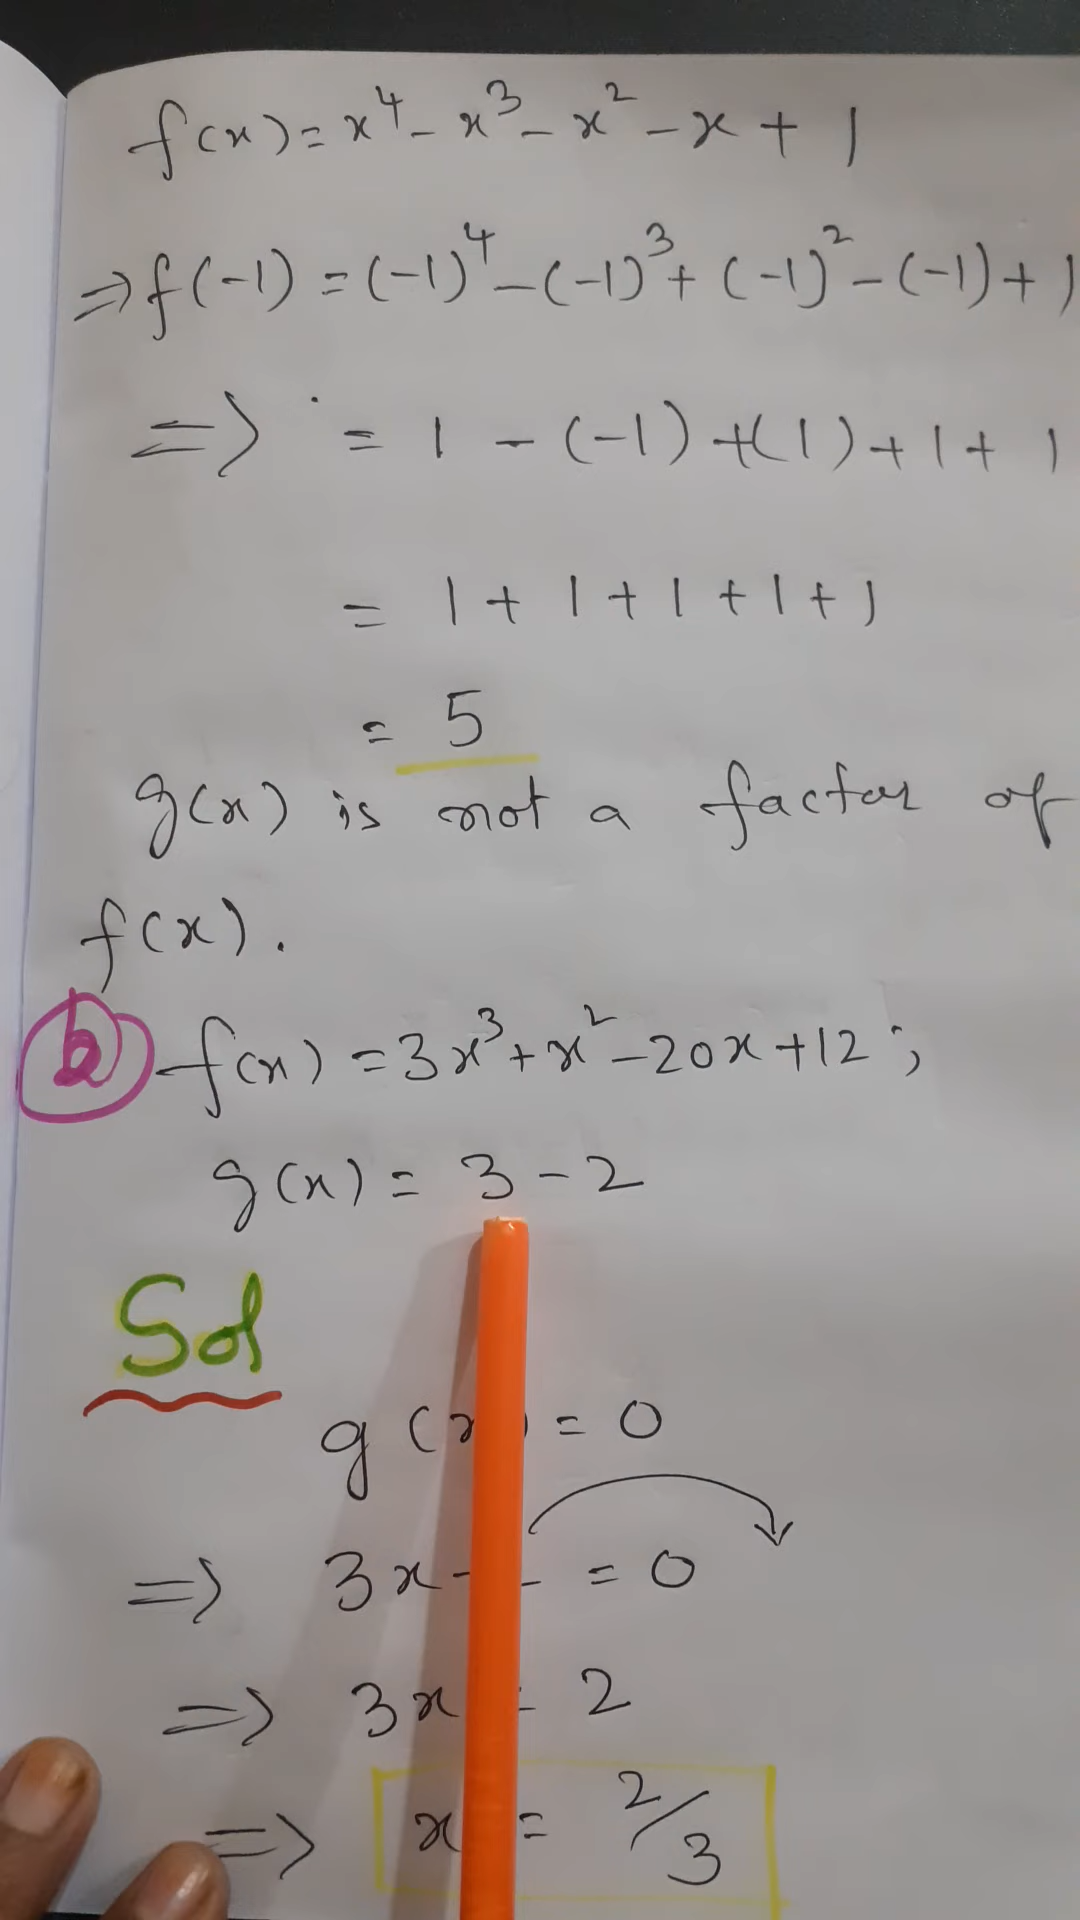 f(x) = x⁴ - x³ - x² - x + 1
⇒ f(-1) = (-1)⁴ - (-1)³ + (-1)² - (-1) + 1
⇒ = 1 - (-1) + (1) + 1 + 1
= 1 + 1 + 1 + 1 + 1
= 5
g(x) is not a factor of
f(x).
b f(x) = 3x³ + x² - 20x + 12 ;
g(x) = 3 - 2
Sol
g(x) = 0
⇒ 3x - = 0
⇒ 3x = 2
⇒ x = 2/3